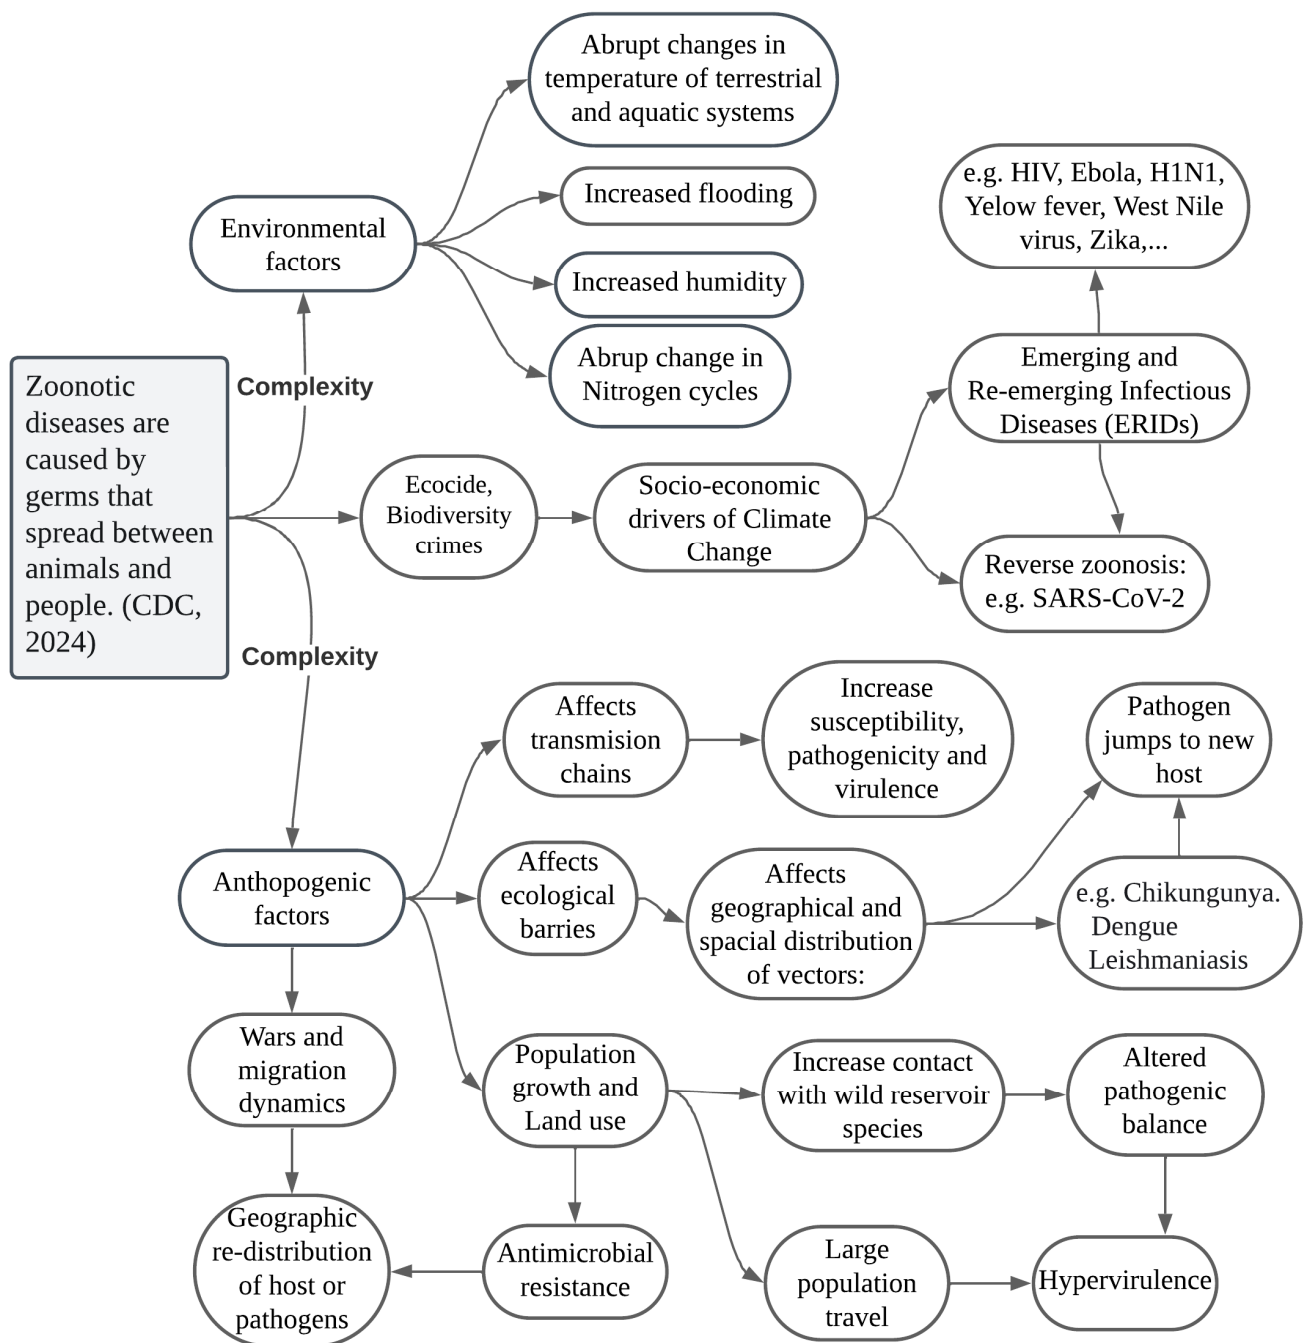 Abrupt changes in
temperature of terrestrial
and aquatic systems
Increased flooding
Increased humidity
Abrup change in
Nitrogen cycles
Environmental
factors
Complexity
Zoonotic
diseases are
caused by
germs that
spread between
animals and
people. (CDC,
2024)
Complexity
Ecocide,
Biodiversity
crimes
Socio-economic
drivers of Climate
Change
e.g. HIV, Ebola, H1N1,
Yelow fever, West Nile
virus, Zika,...
Emerging and
Re-emerging Infectious
Diseases (ERIDs)
Reverse zoonosis:
e.g. SARS-CoV-2
Anthopogenic
factors
Affects
transmision
chains
Increase
susceptibility,
pathogenicity and
virulence
Affects
ecological
barries
Affects
geographical and
spacial distribution
of vectors:
Pathogen
jumps to new
host
e.g. Chikungunya.
Dengue
Leishmaniasis
Wars and
migration
dynamics
Geographic
re-distribution
of host or
pathogens
Population
growth and
Land use
Antimicrobial
resistance
Increase contact
with wild reservoir
species
Altered
pathogenic
balance
Large
population
travel
Hypervirulence